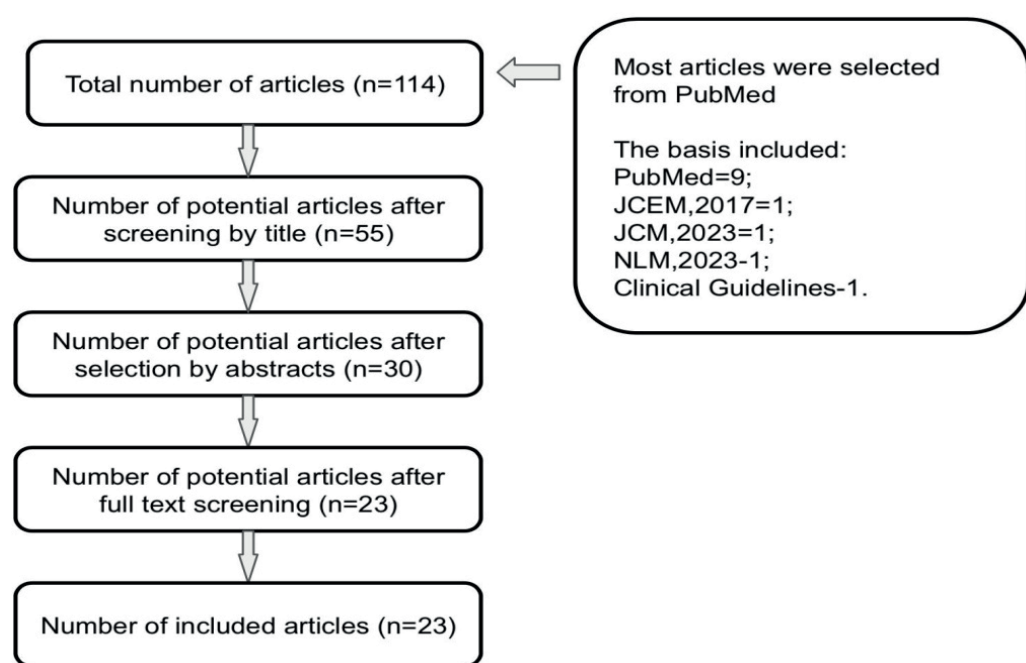 Total number of articles (n=114)
Most articles were selected
from PubMed
The basis included:
PubMed=9;
JCEM,2017=1;
JCM,2023=1;
NLM,2023-1;
Clinical Guidelines-1.
Number of potential articles after
screening by title (n=55)
Number of potential articles after
selection by abstracts (n=30)
Number of potential articles after
full text screening (n=23)
Number of included articles (n=23)